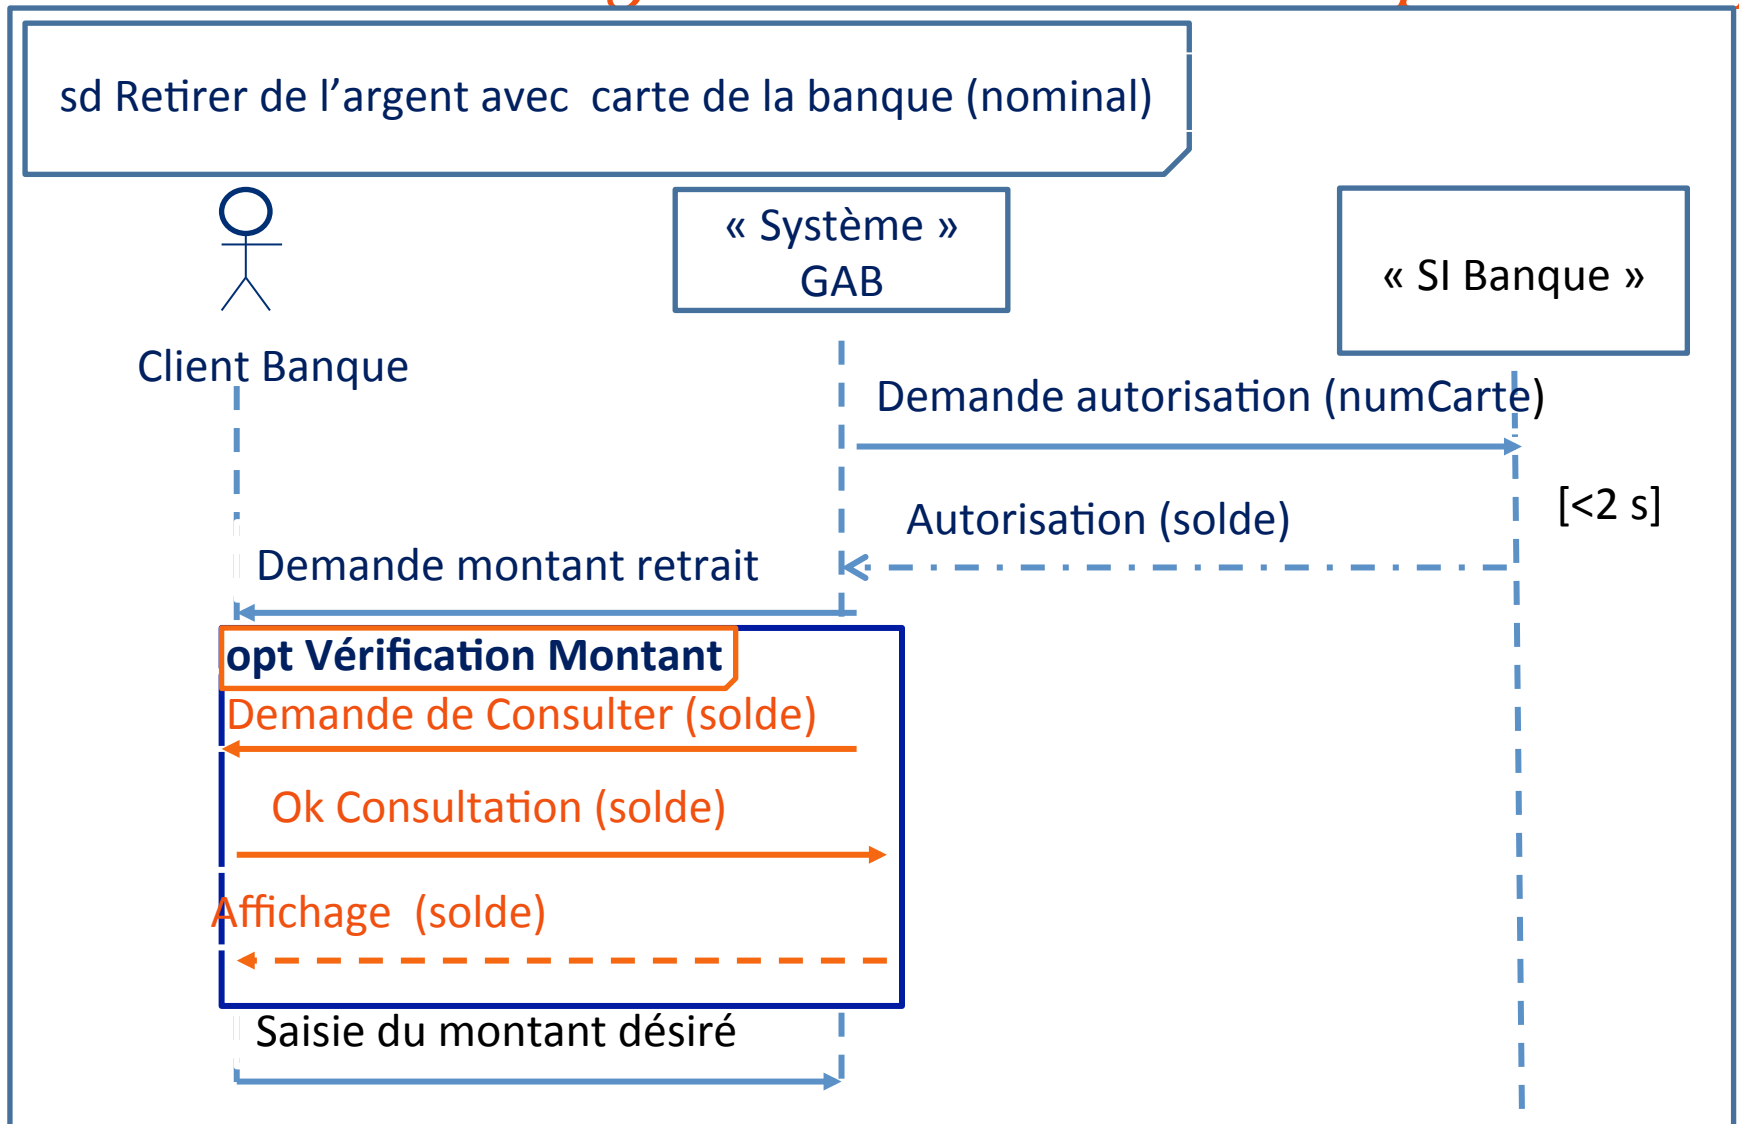 sd Retirer de l’argent avec  carte de la banque (nominal)
« Système »
GAB
« SI Banque »
Client Banque
Demande autorisation (numCarte)
[<2 s]
Autorisation (solde)
Demande montant retrait
opt Vérification Montant
Demande de Consulter (solde)
Ok Consultation (solde)
Affichage  (solde)
Saisie du montant désiré